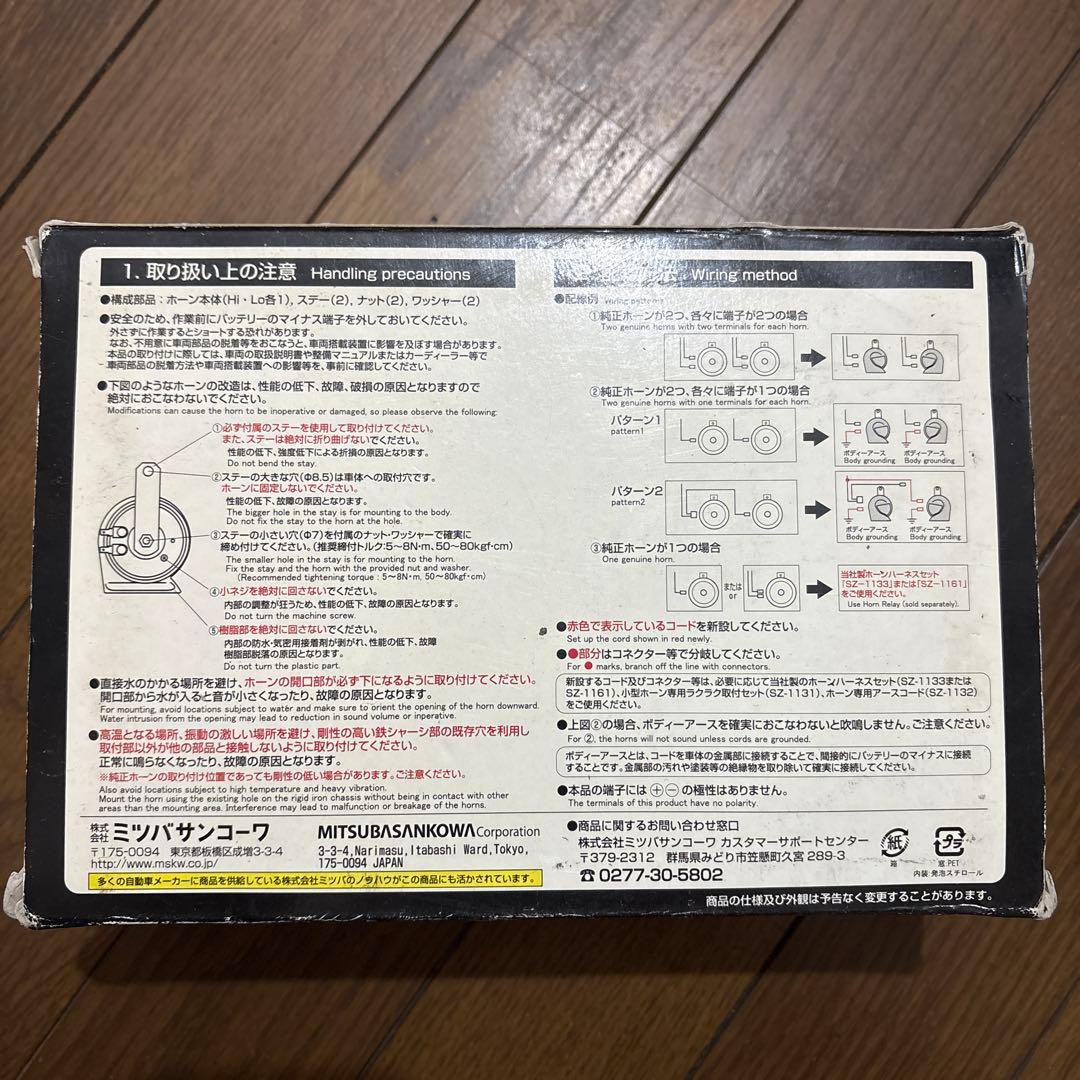 1. 取り扱い上の注意 Handling precautions
●構成部品：ホーン本体(Hi・Lo各1), ステー(2), ナット(2), ワッシャー(2)
●安全のため、作業前にバッテリーのマイナス端子を外しておいてください。
外さずに作業するとショートする恐れがあります。
なお、不用意に車両部品の脱着等をおこなうと、車両搭載装置に影響を及ぼす場合があります。
本品の取り付けに際しては、車両の取扱説明書や整備マニュアルまたはカーディーラー等で
車両部品の脱着方法や車両搭載装置への影響等を、事前に確認してください。
●下図のようなホーンの改造は、性能の低下、故障、破損の原因となりますので
絶対におこなわないでください。
Modifications can cause the horn to be inoperative or damaged, so please observe the following:
①必ず付属のステーを使用して取り付けてください。
また、ステーは絶対に折り曲げないでください。
性能の低下、強度低下による折損の原因となります。
Do not bend the stay.
②ステーの大きな穴(Φ8.5)は車体への取付穴です。
ホーンに固定しないでください。
性能の低下、故障の原因となります。
The bigger hole in the stay is for mounting to the body.
Do not fix the stay to the horn at the hole.
③ステーの小さい穴(Φ7)を付属のナット・ワッシャーで確実に
締め付けてください。(推奨締付トルク:5〜8N・m, 50〜80kgf・cm)
The smaller hole in the stay is for mounting to the horn.
Fix the stay and the horn with the provided nut and washer.
(Recommended tightening torque : 5〜8N・m, 50〜80kgf・cm)
④小ネジを絶対に回さないでください。
内部の調整が狂うため、性能の低下、故障の原因となります。
Do not turn the machine screw.
⑤樹脂部を絶対に回さないでください。
内部の防水・気密用接着剤が剥がれ、性能の低下、故障
樹脂部脱落の原因となります。
Do not turn the plastic part.
●直接水のかかる場所を避け、ホーンの開口部が必ず下になるように取り付けてください。
開口部から水が入ると音が小さくなったり、故障の原因となります。
For mounting, avoid locations subject to water and make sure to orient the opening of the horn downward.
Water intrusion from the opening may lead to reduction in sound volume or inperative.
●高温となる場所、振動の激しい場所を避け、剛性の高い鉄シャーシ部の既存穴を利用し
取付部以外が他の部品と接触しないように取り付けてください。
正常に鳴らなくなったり、故障の原因となります。
※純正ホーンの取り付け位置であっても剛性の低い場合があります。ご注意ください。
Also avoid locations subject to high temperature and heavy vibration.
Mount the horn using the existing hole on the rigid iron chassis without being in contact with other
areas than the mounting area. Interference may lead to malfunction or breakage of the horns.
株式会社 ミツバサンコーワ
〒175-0094 東京都板橋区成増3-3-4
http://www.mskw.co.jp/
MITSUBASANKOWA Corporation
3-3-4, Narimasu, Itabashi Ward, Tokyo,
175-0094 JAPAN
多くの自動車メーカーに商品を供給している株式会社ミツバのノウハウがこの商品にも活かされています。
Wiring method
●配線例 Wiring patterns
①純正ホーンが2つ、各々に端子が2つの場合
Two genuine horns with two terminals for each horn.
②純正ホーンが2つ、各々に端子が1つの場合
Two genuine horns with one terminals for each horn.
パターン1
pattern1
ボディーアース
Body grounding
ボディーアース
Body grounding
パターン2
pattern2
ボディーアース
Body grounding
ボディーアース
Body grounding
③純正ホーンが1つの場合
One genuine horn.
または
or
当社製ホーンハーネスセット
「SZ-1133」または「SZ-1161」
をご使用ください。
Use Horn Relay (sold separately).
●赤色で表示しているコードを新設してください。
Set up the cord shown in red newly.
●●部分はコネクター等で分岐してください。
For ● marks, branch off the line with connectors.
新設するコード及びコネクター等は、必要に応じて当社製のホーンハーネスセット(SZ-1133または
SZ-1161)、小型ホーン専用ラクラク取付セット(SZ-1131)、ホーン専用アースコード(SZ-1132)
をご使用ください。
●上図②の場合、ボディーアースを確実におこなわないと吹鳴しません。ご注意ください。
For ②, the horns will not sound unless cords are grounded.
ボディーアースとは、コードを車体の金属部に接続することで、間接的にバッテリーのマイナスに接続
することです。金属部の汚れや塗装等の絶縁物を取り除いて確実に接続してください。
●本品の端子には⊕⊖の極性はありません。
The terminals of this product have no polarity.
●商品に関するお問い合わせ窓口
株式会社ミツバサンコーワ カスタマーサポートセンター
〒379-2312 群馬県みどり市笠懸町久宮 289-3
☎0277-30-5802
紙
箱
プラ
窓：PET
内装：発泡スチロール
商品の仕様及び外観は予告なく変更することがあります。